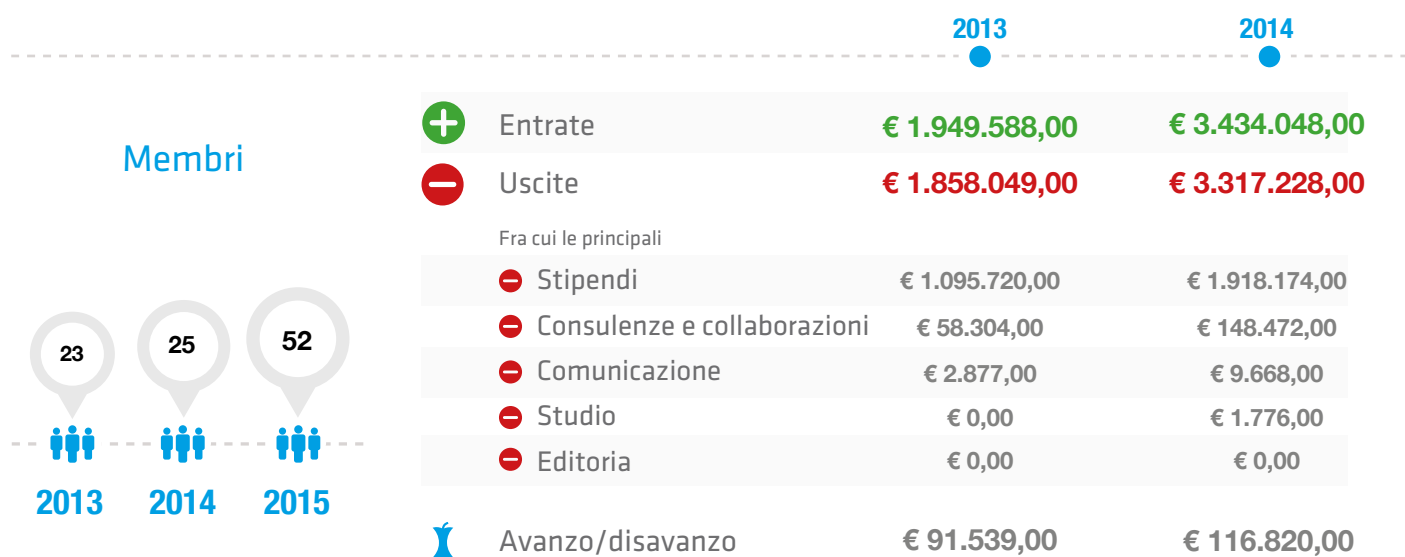 2013 2014
Membri
Entrate € 1.949.588,00 € 3.434.048,00
Uscite € 1.858.049,00 € 3.317.228,00
Fra cui le principali
Stipendi € 1.095.720,00 € 1.918.174,00
Consulenze e collaborazioni € 58.304,00 € 148.472,00
Comunicazione € 2.877,00 € 9.668,00
Studio € 0,00 € 1.776,00
Editoria € 0,00 € 0,00
Avanzo/disavanzo € 91.539,00 € 116.820,00
23 25 52
2013 2014 2015